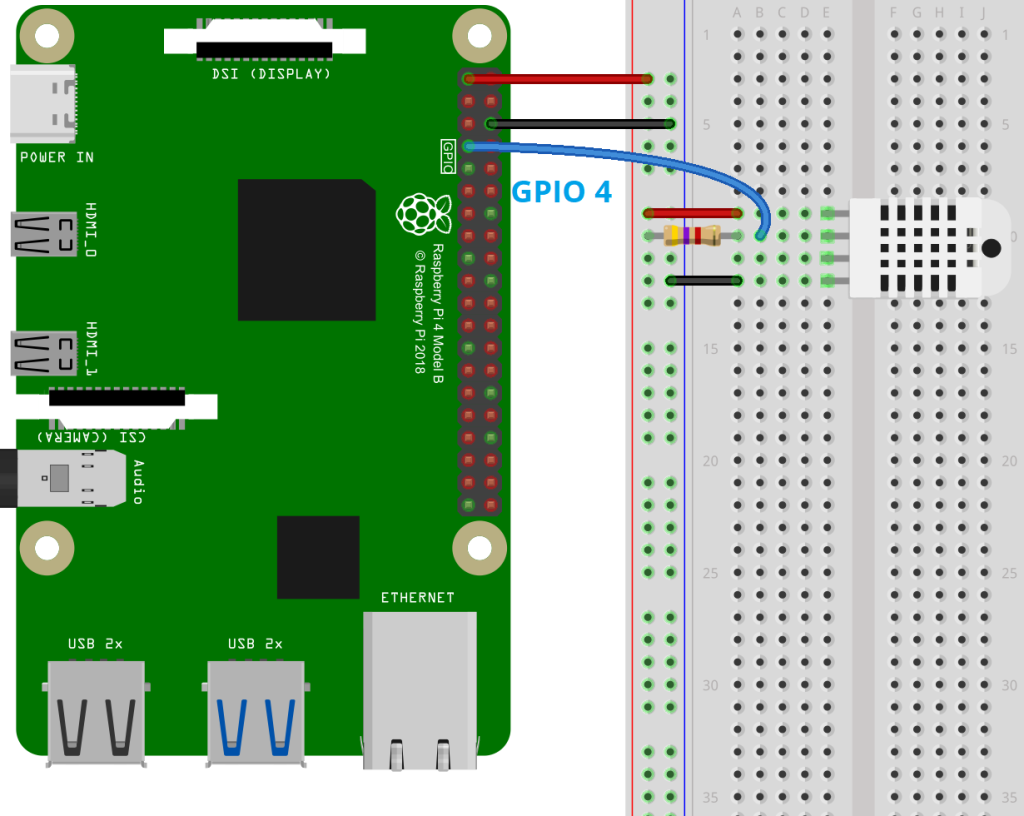 DSI (DISPLAY)
POWER IN
HDMI_0
HDMI_1
CSI (CAMERA)
Audio
GPIO
GPIO 4
Raspberry Pi 4 Model B
© Raspberry Pi 2018
ETHERNET
USB 2x
USB 2x
A B C D E F G H I J
1 1
5 5
0
15 15
20 20
25 25
30 30
35 35